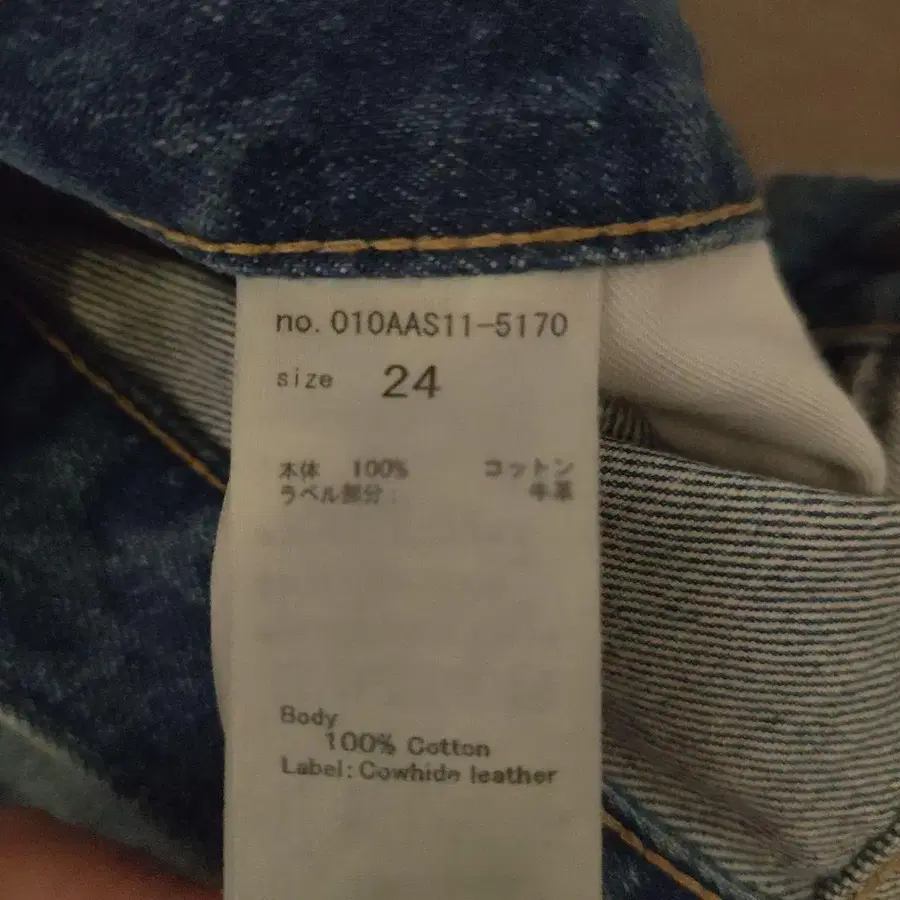 no. 010AAS11-5170
size 24
本体 100% コットン
ラベル部分: 牛革
Body
100% Cotton
Label: Cowhide leather